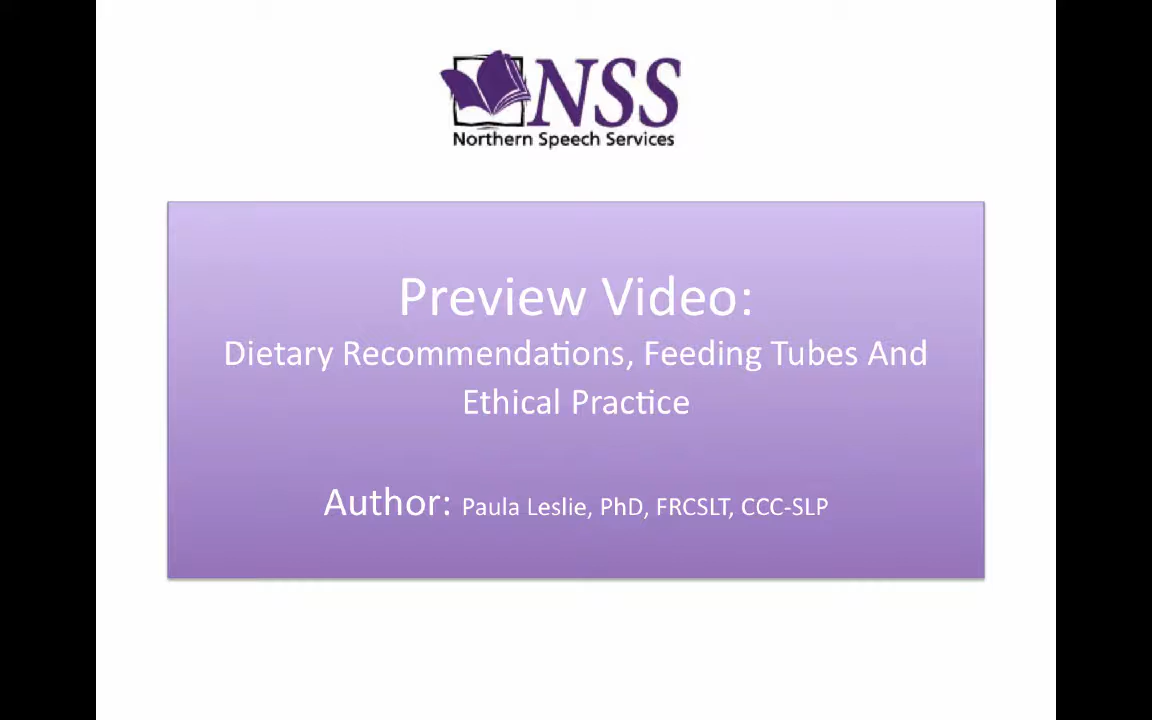 NSS
Northern Speech Services
Preview Video:
Dietary Recommendations, Feeding Tubes And
Ethical Practice
Author: Paula Leslie, PhD, FRCSLT, CCC-SLP